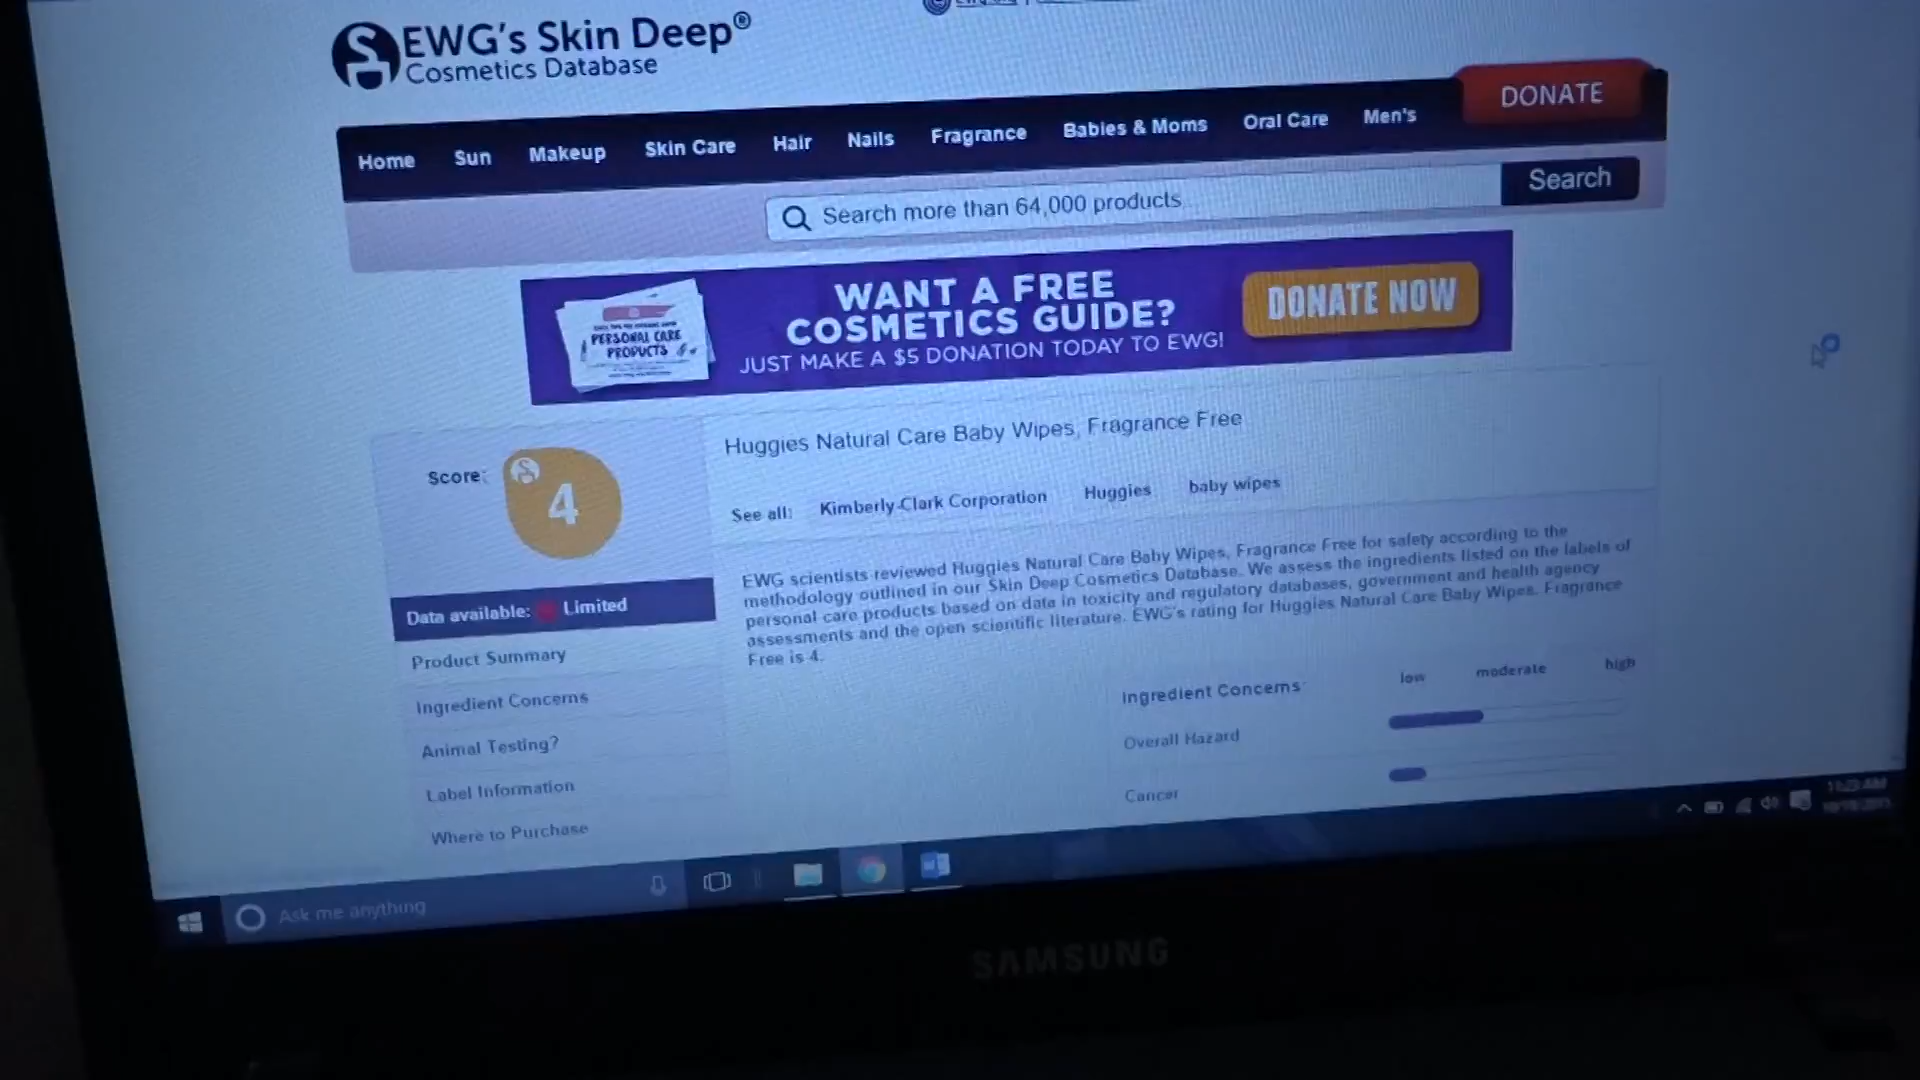 EWG's Skin Deep®
Cosmetics Database
DONATE
Home Sun Makeup Skin Care Hair Nails Fragrance Babies & Moms Oral Care Men's
Search more than 64,000 products
Search
PERSONAL CARE
PRODUCTS
WANT A FREE
COSMETICS GUIDE?
JUST MAKE A $5 DONATION TODAY TO EWG!
DONATE NOW
Score:
4
Huggies Natural Care Baby Wipes, Fragrance Free
See all: Kimberly-Clark Corporation Huggies baby wipes
Data available: Limited
Product Summary
Ingredient Concerns
Animal Testing?
Label Information
Where to Purchase
EWG scientists reviewed Huggies Natural Care Baby Wipes, Fragrance Free for safety according to the
methodology outlined in our Skin Deep Cosmetics Database. We assess the ingredients listed on the labels of
personal care products based on data in toxicity and regulatory databases, government and health agency
assessments and the open scientific literature. EWG's rating for Huggies Natural Care Baby Wipes, Fragrance
Free is 4.
Ingredient Concerns: low moderate high
Overall Hazard
Cancer
Ask me anything
SAMSUNG